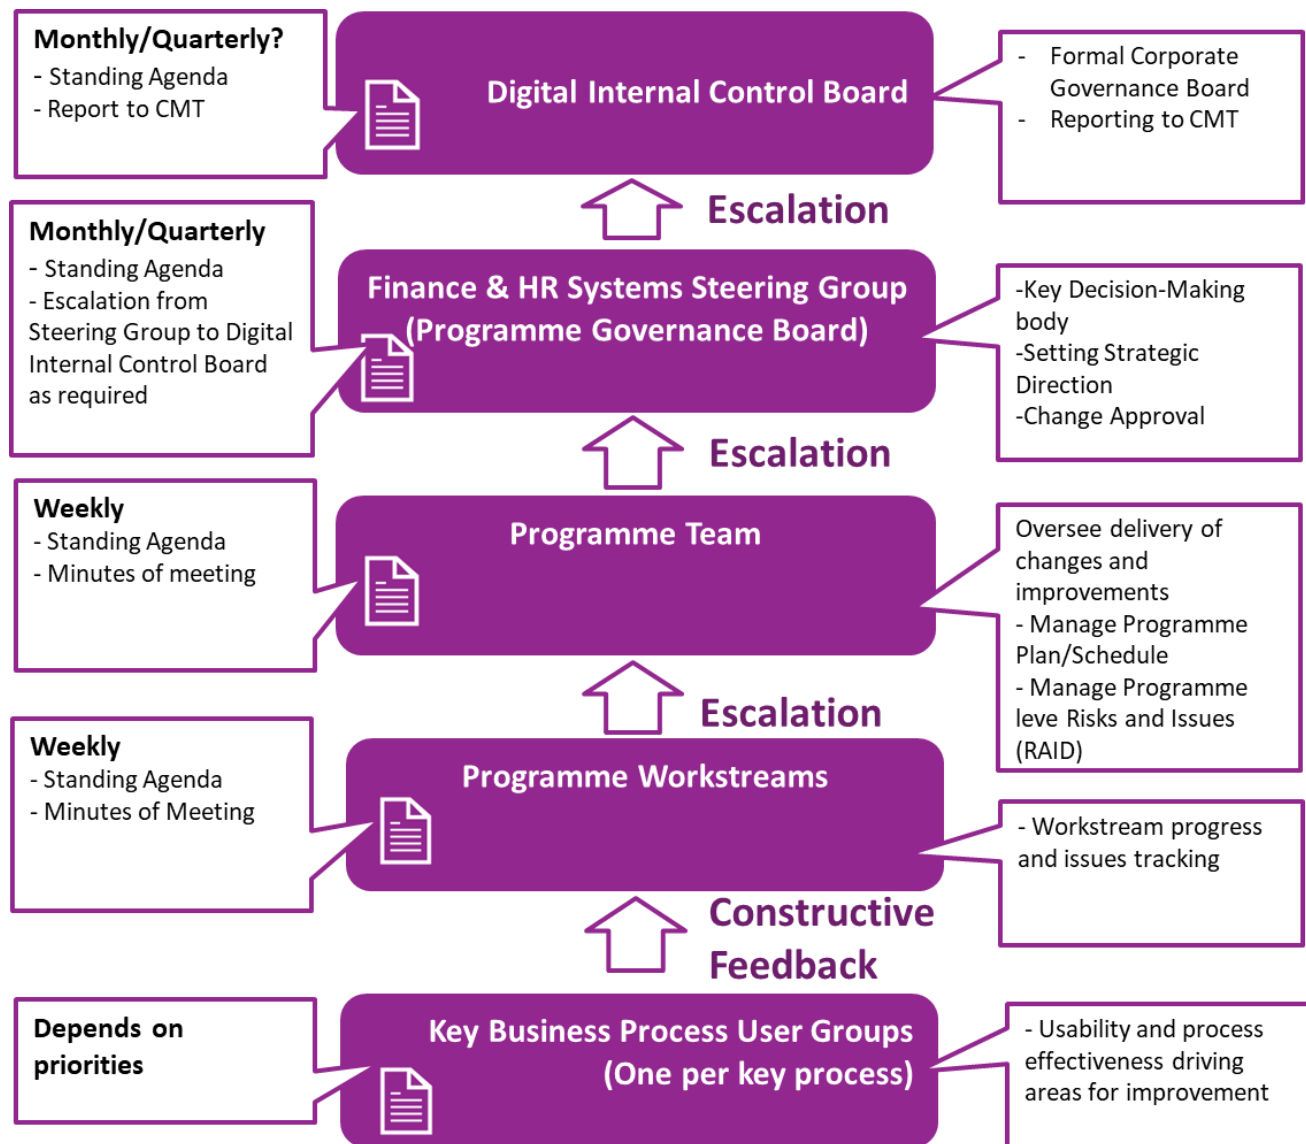 Monthly/Quarterly?
- Standing Agenda
- Report to CMT
Digital Internal Control Board
- Formal Corporate
Governance Board
- Reporting to CMT
Escalation
Monthly/Quarterly
- Standing Agenda
- Escalation from
Steering Group to Digital
Internal Control Board
as required
Finance & HR Systems Steering Group
(Programme Governance Board)
-Key Decision-Making
body
-Setting Strategic
Direction
-Change Approval
Escalation
Weekly
- Standing Agenda
- Minutes of meeting
Programme Team
Oversee delivery of
changes and
improvements
- Manage Programme
Plan/Schedule
- Manage Programme
leve Risks and Issues
(RAID)
Escalation
Weekly
- Standing Agenda
- Minutes of Meeting
Programme Workstreams
- Workstream progress
and issues tracking
Constructive
Feedback
Depends on
priorities
Key Business Process User Groups
(One per key process)
- Usability and process
effectiveness driving
areas for improvement